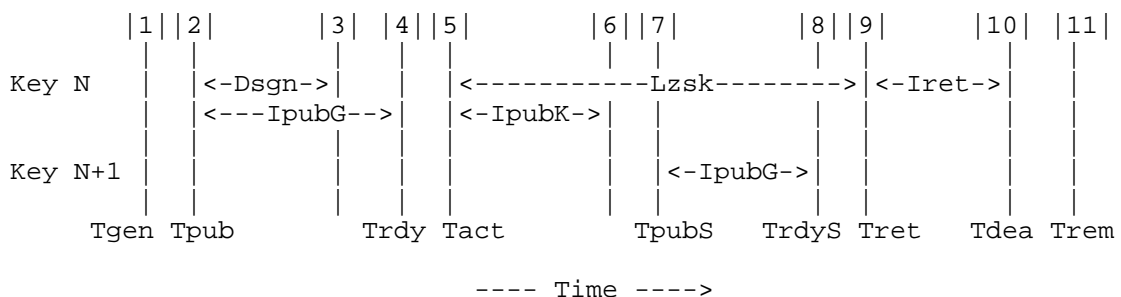 |1||2| |3| |4||5| |6||7| |8||9| |10| |11|
| | | | | | | | | | |
Key N | |<-Dsgn->| | |<-----------Lzsk-------->|<-Iret->| |
| |<---IpubG-->| |<-IpubK->| | | | | |
| | | | | | | | | | |
Key N+1 | | | | | | |<-IpubG->| | | |
| | | | | | | | | | |
Tgen Tpub Trdy Tact TpubS TrdyS Tret Tdea Trem
---- Time ---->